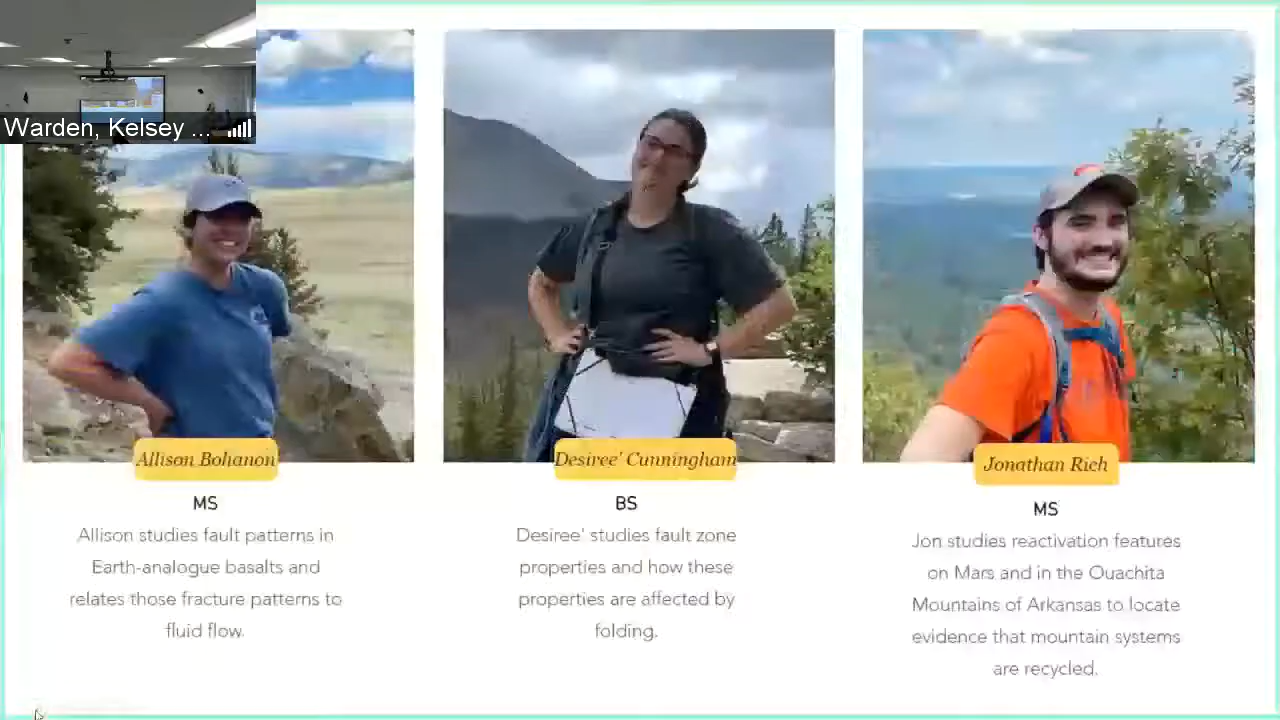 Warden, Kelsey ...
Allison Bohanon
MS
Allison studies fault patterns in
Earth-analogue basalts and
relates those fracture patterns to
fluid flow.
Desiree' Cunningham
BS
Desiree' studies fault zone
properties and how these
properties are affected by
folding.
Jonathan Rich
MS
Jon studies reactivation features
on Mars and in the Ouachita
Mountains of Arkansas to locate
evidence that mountain systems
are recycled.